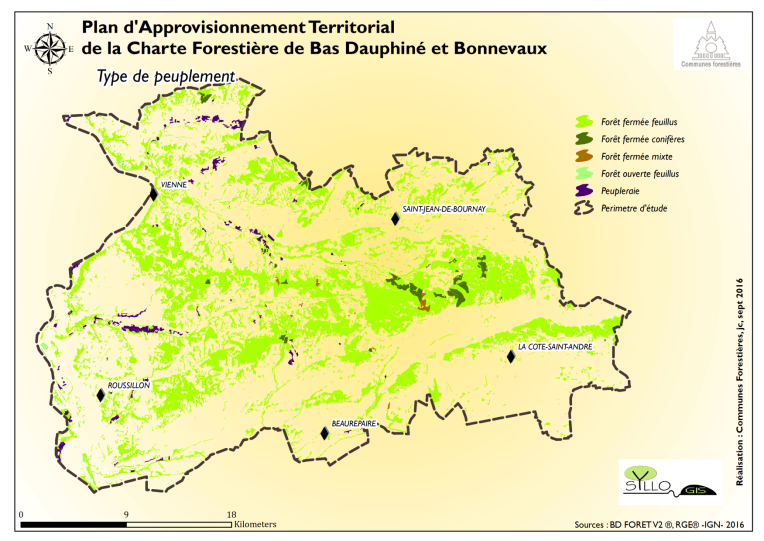 Plan d'Approvisionnement Territorial
de la Charte Forestière de Bas Dauphiné et Bonnevaux
N
W E
S
Communes forestières
Type de peuplement
Forêt fermée feuillus
Forêt fermée conifères
Forêt fermée mixte
Forêt ouverte feuillus
Peupleraie
Perimetre d'étude
VIENNE
SAINT-JEAN-DE-BOURNAY
LA COTE-SAINT-ANDRE
ROUSSILLON
BEAUREPAIRE
Réalisation : Communes Forestières, jc, sept 2016
SYLLO GIS
0 9 18
Kilometers
Sources : BD FORET V2 ®, RGE® -IGN- 2016